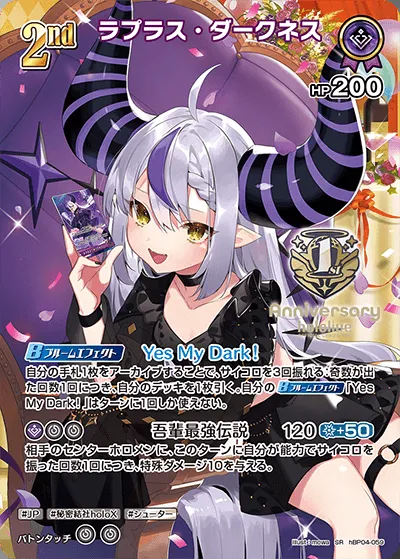 2nd
ラプラス・ダークネス
HP200
1st
Anniversary
hololive
ブルームエフェクト Yes My Dark!
自分の手札1枚をアーカイブすることで、サイコロを3回振れる:奇数が出
た回数1回につき、自分のデッキを1枚引く。自分の ブルームエフェクト「Yes
My Dark!」はターンに1回しか使えない。
吾輩最強伝説 120 +50
相手のセンターホロメンに、このターンに自分が能力でサイコロを
振った回数1回につき、特殊ダメージ10を与える。
#JP #秘密結社holoX #シューター
バトンタッチ
illust:mowa SR hBP04-059